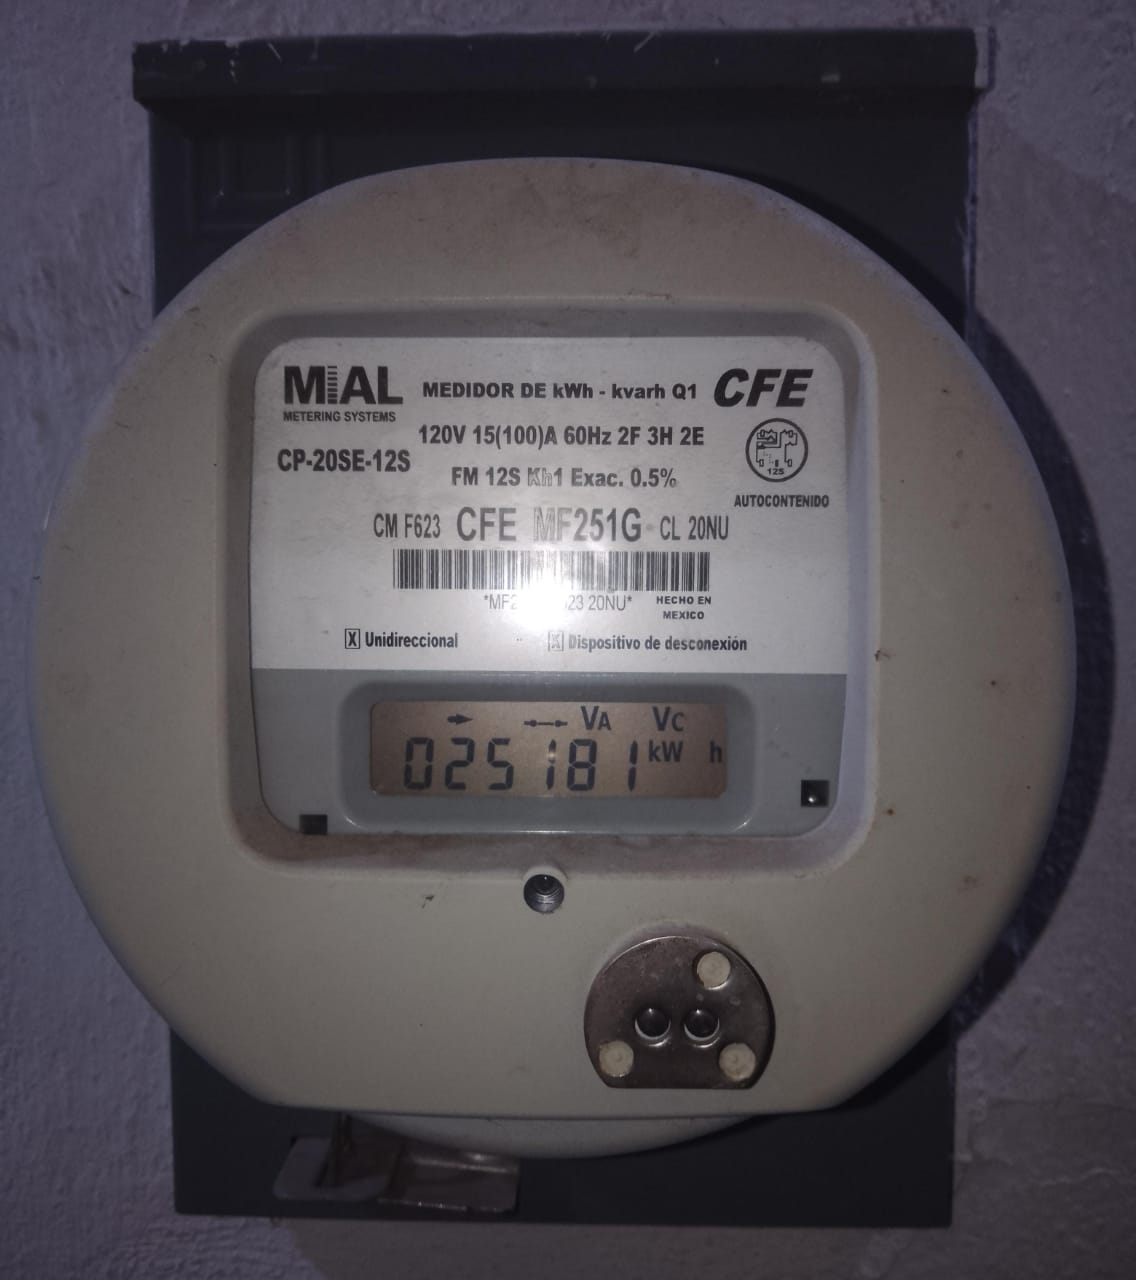 MIAL
METERING SYSTEMS
MEDIDOR DE kWh - kvarh Q1
CFE
120V 15(100)A 60Hz 2F 3H 2E
CP-20SE-12S
FM 12S Kh1 Exac. 0.5%
12S
AUTOCONTENIDO
CM F623 CFE MF251G CL 20NU
23 20NU*
HECHO EN
MEXICO
X Unidireccional
X Dispositivo de desconexión
VA VC
025181 kW h